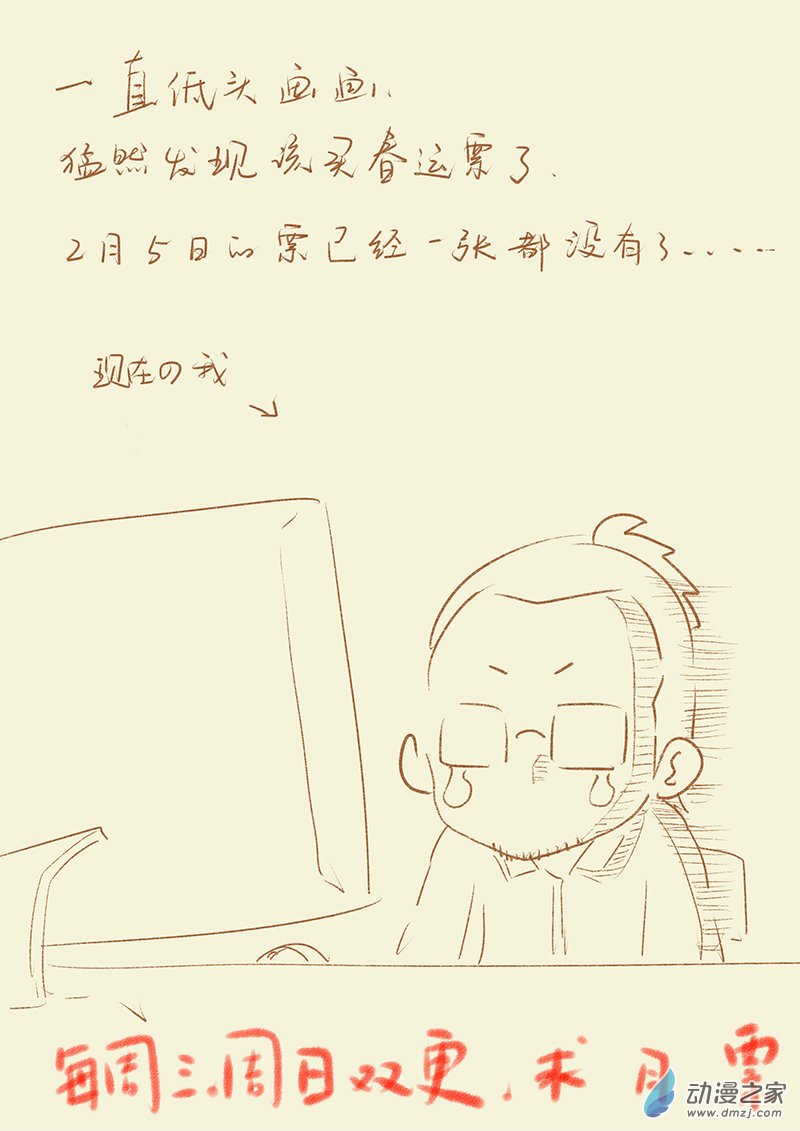 一直低头画画、
猛然发现该买春运票了、
2月5日的票已经一张都没有了....
现在の我
每周三、周日双更、求月票
动漫之家
www.dmzj.com